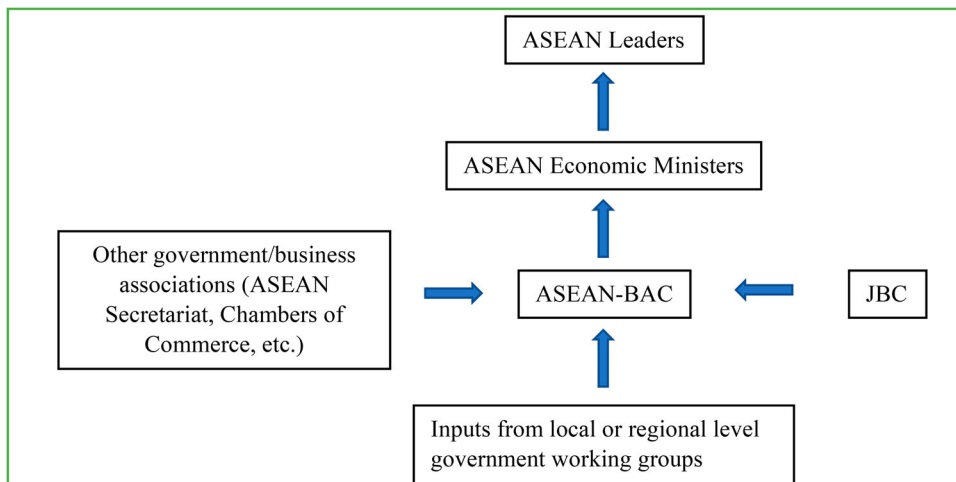 ASEAN Leaders
ASEAN Economic Ministers
Other government/business
associations (ASEAN
Secretariat, Chambers of
Commerce, etc.)
ASEAN-BAC
JBC
Inputs from local or regional level
government working groups